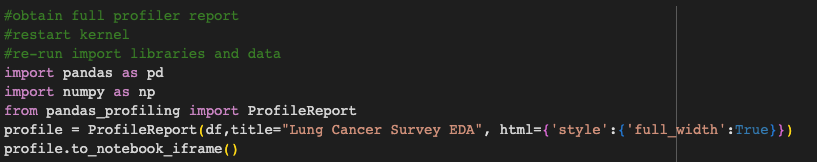 #obtain full profiler report
#restart kernel
#re-run import libraries and data
import pandas as pd
import numpy as np
from pandas_profiling import ProfileReport
profile = ProfileReport(df,title="Lung Cancer Survey EDA", html={'style':{'full_width':True}})
profile.to_notebook_iframe()